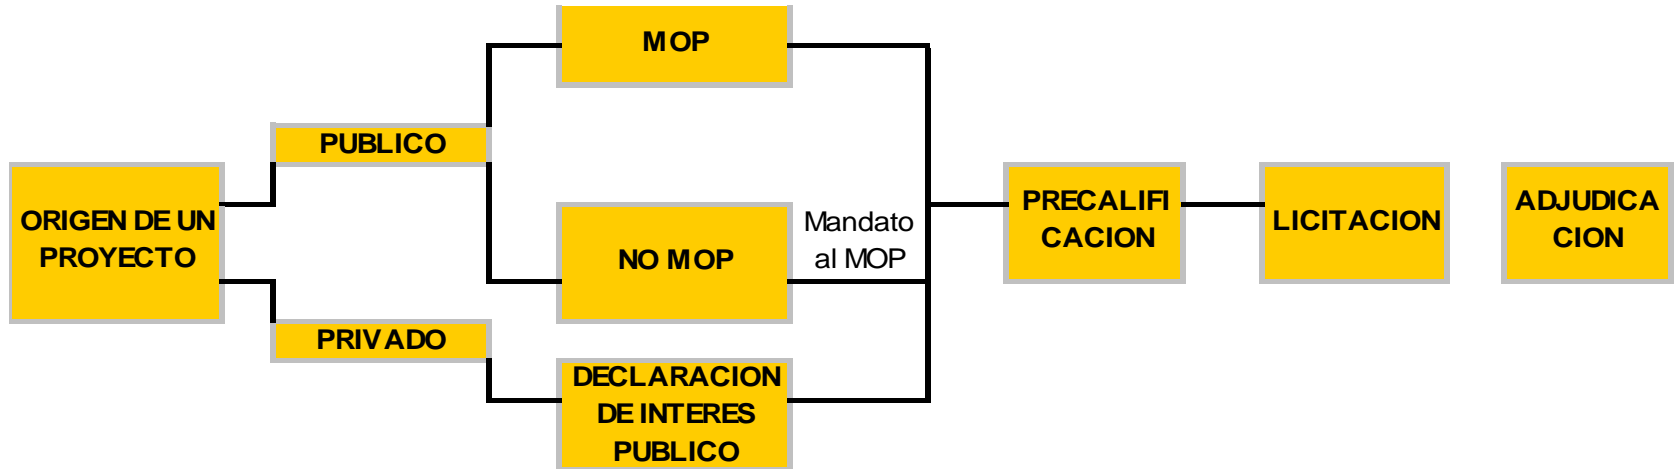 MOP
PUBLICO
ORIGEN DE UN
PROYECTO
NO MOP
Mandato
al MOP
PRECALIFI
CACION
LICITACION
ADJUDICA
CION
PRIVADO
DECLARACION
DE INTERES
PUBLICO